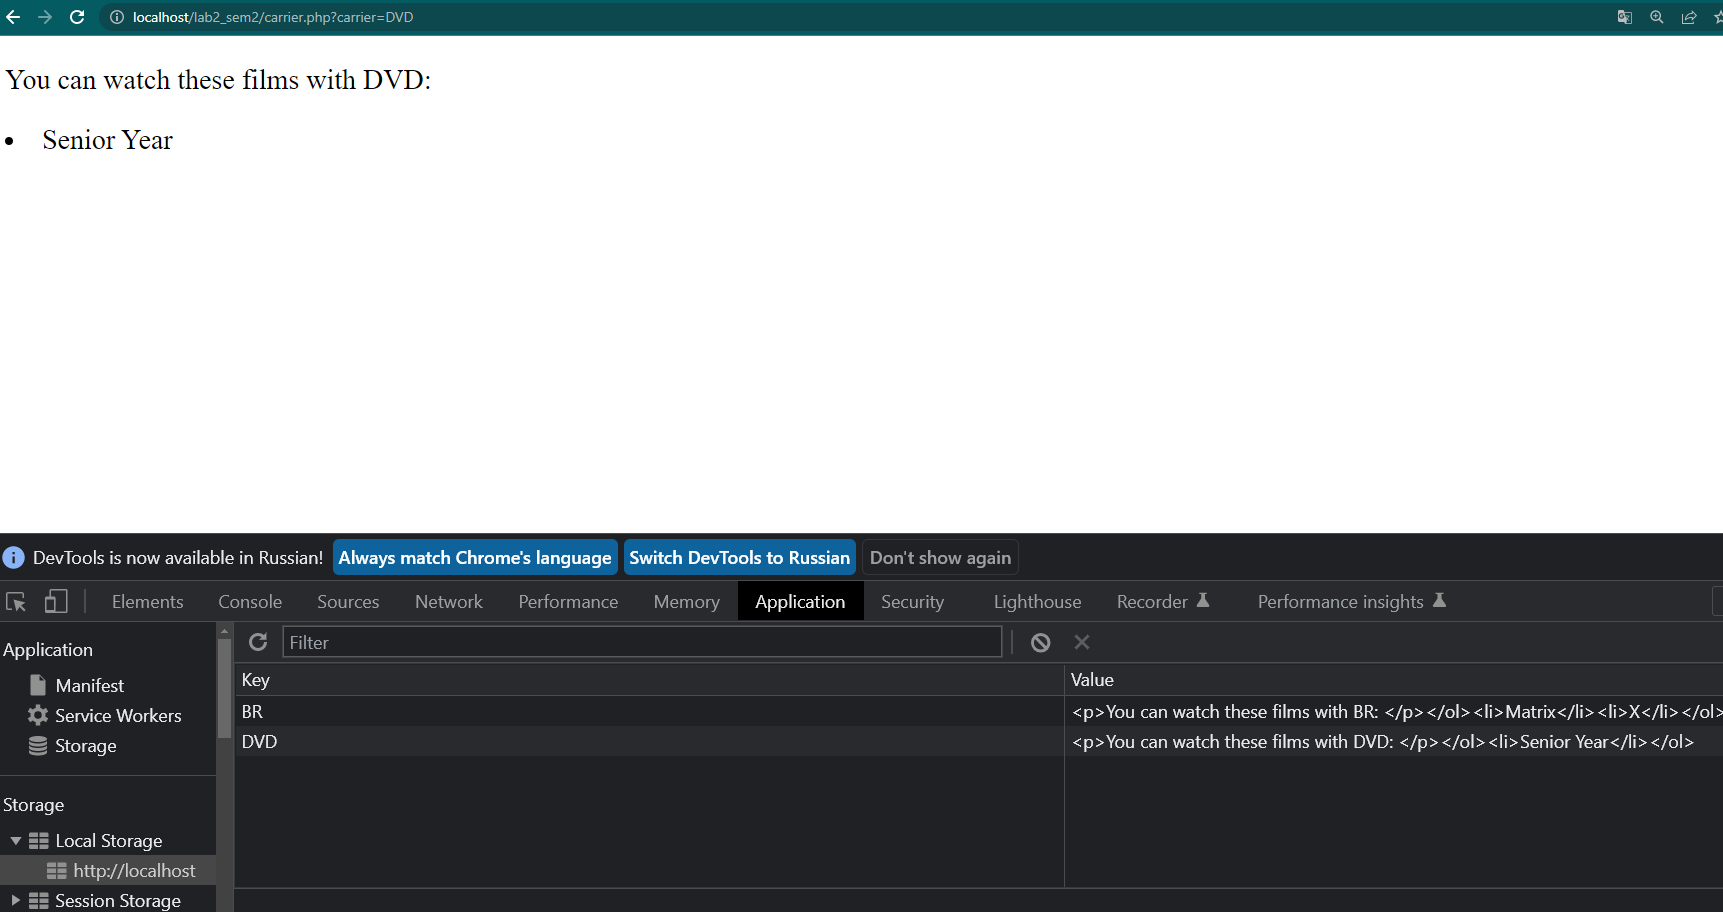 localhost/lab2_sem2/carrier.php?carrier=DVD
You can watch these films with DVD:
• Senior Year
DevTools is now available in Russian! Always match Chrome's language Switch DevTools to Russian Don't show again
Elements Console Sources Network Performance Memory Application Security Lighthouse Recorder Performance insights
Application
Filter
Manifest
Service Workers
Storage
Key Value
BR <p>You can watch these films with BR: </p></ol><li>Matrix</li><li>X</li></ol>
DVD <p>You can watch these films with DVD: </p></ol><li>Senior Year</li></ol>
Storage
Local Storage
http://localhost
Session Storage